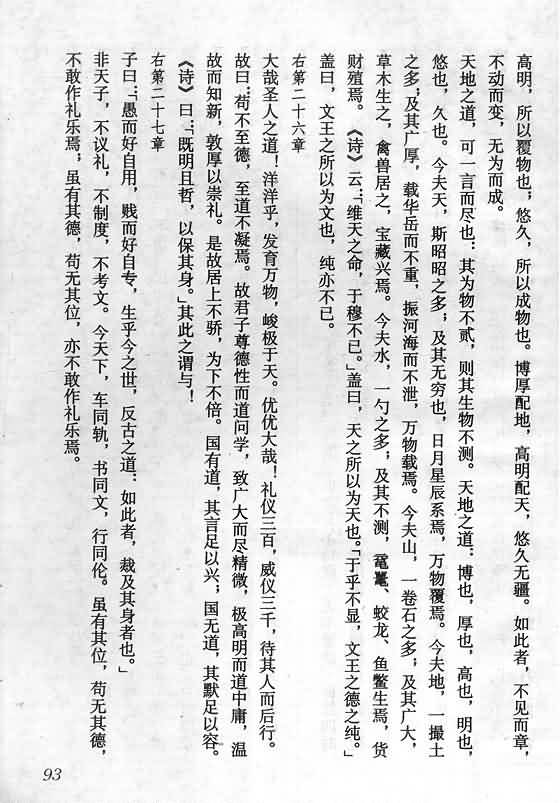 高明，所以覆物也；悠久，所以成物也。博厚配地，高明配天，悠久无疆。如此者，不见而章，
不动而变，无为而成。
天地之道，可一言而尽也：其为物不贰，则其生物不测。天地之道：博也，厚也，高也，明也，
悠也，久也。今夫天，斯昭昭之多；及其无穷也，日月星辰系焉，万物覆焉。今夫地，一撮土
之多；及其广厚，载华岳而不重，振河海而不泄，万物载焉。今夫山，一卷石之多；及其广大，
草木生之，禽兽居之，宝藏兴焉。今夫水，一勺之多；及其不测，鼋鼍、蛟龙、鱼鳖生焉，货
财殖焉。《诗》云：“维天之命，于穆不已。”盖曰，天之所以为天也。“于乎不显，文王之德之纯。”
盖曰，文王之所以为文也，纯亦不已。
右第二十六章
大哉圣人之道！洋洋乎，发育万物，峻极于天。优优大哉！礼仪三百，威仪三千，待其人而后行。
故曰：苟不至德，至道不凝焉。故君子尊德性而道问学，致广大而尽精微，极高明而道中庸，温
故而知新，敦厚以崇礼。是故居上不骄，为下不倍。国有道，其言足以兴；国无道，其默足以容。
《诗》曰：“既明且哲，以保其身。”其此之谓与！
右第二十七章
子曰：“愚而好自用，贱而好自专，生乎今之世，反古之道：如此者，裁及其身者也。”
非天子，不议礼，不制度，不考文。今天下，车同轨，书同文，行同伦。虽有其位，苟无其德，
不敢作礼乐焉；虽有其德，苟无其位，亦不敢作礼乐焉。
93